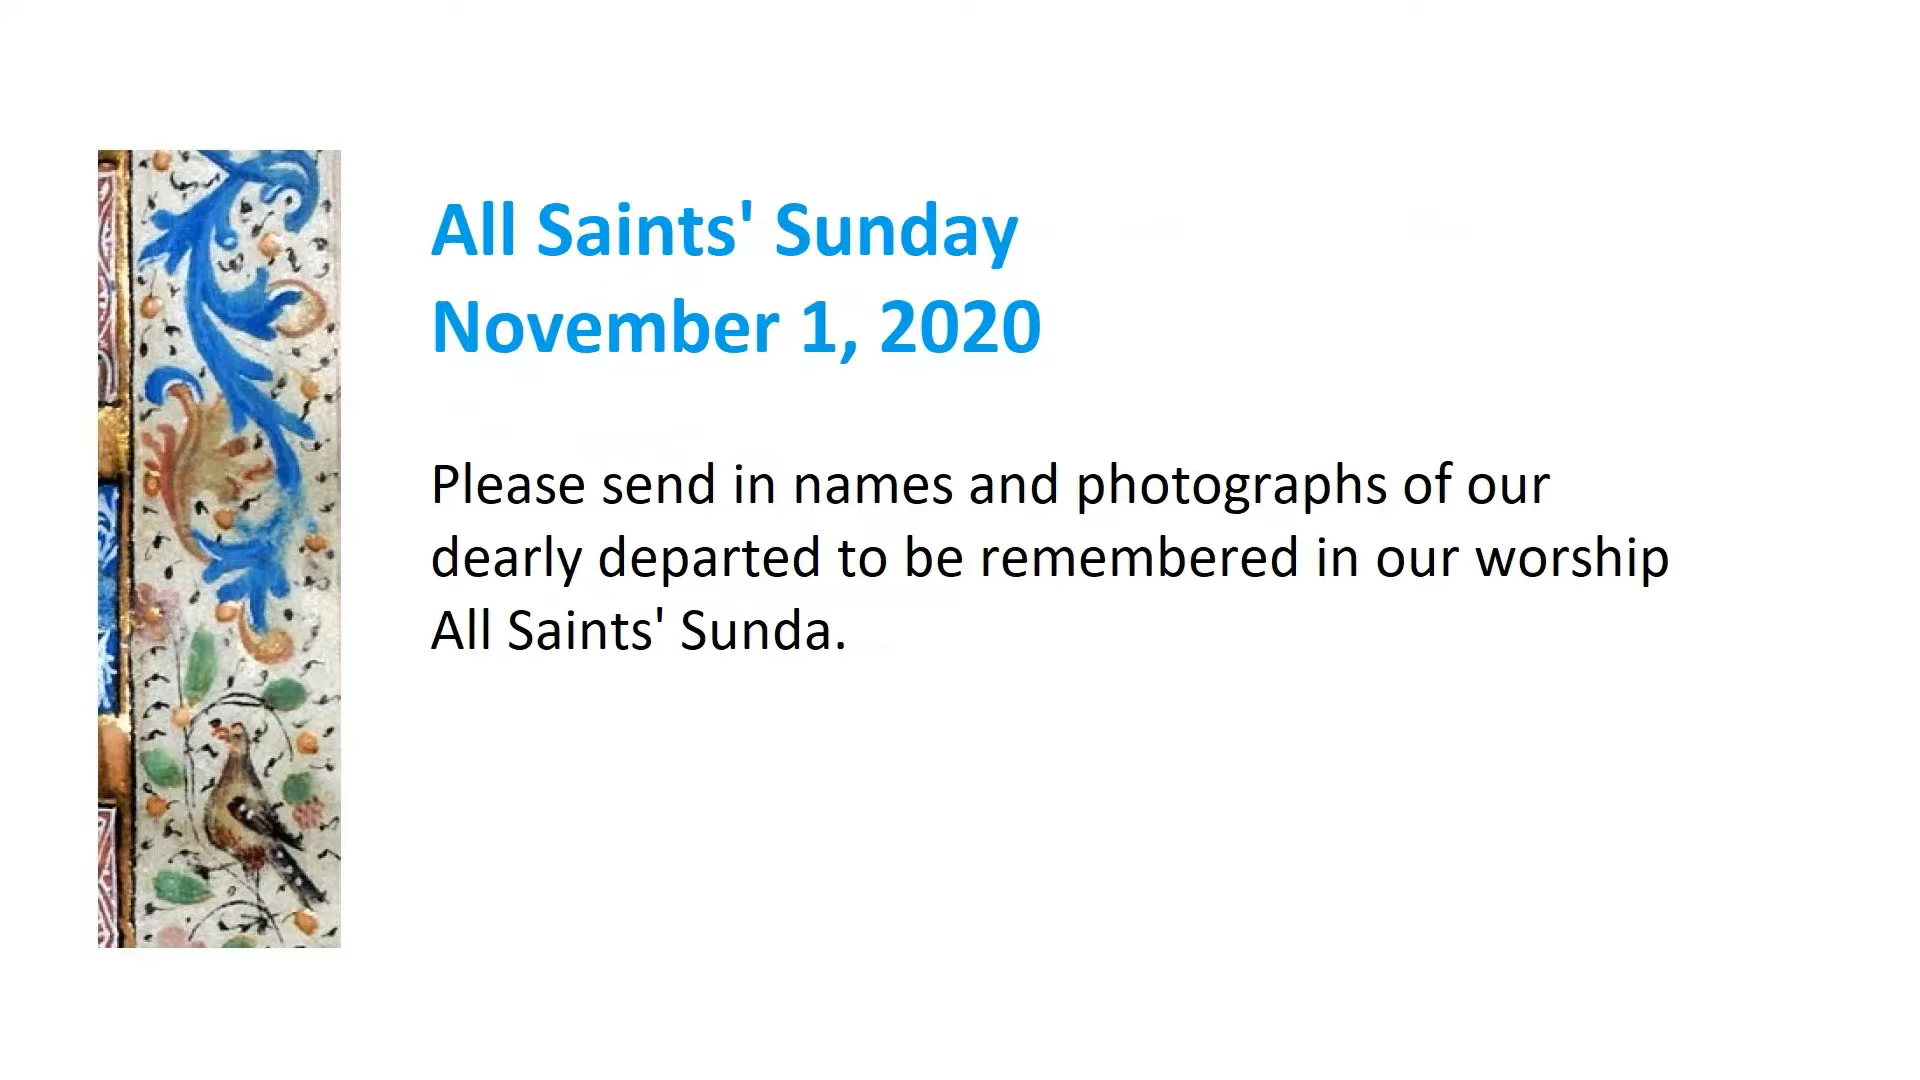 All Saints' Sunday
November 1, 2020
Please send in names and photographs of our
dearly departed to be remembered in our worship
All Saints' Sunda.